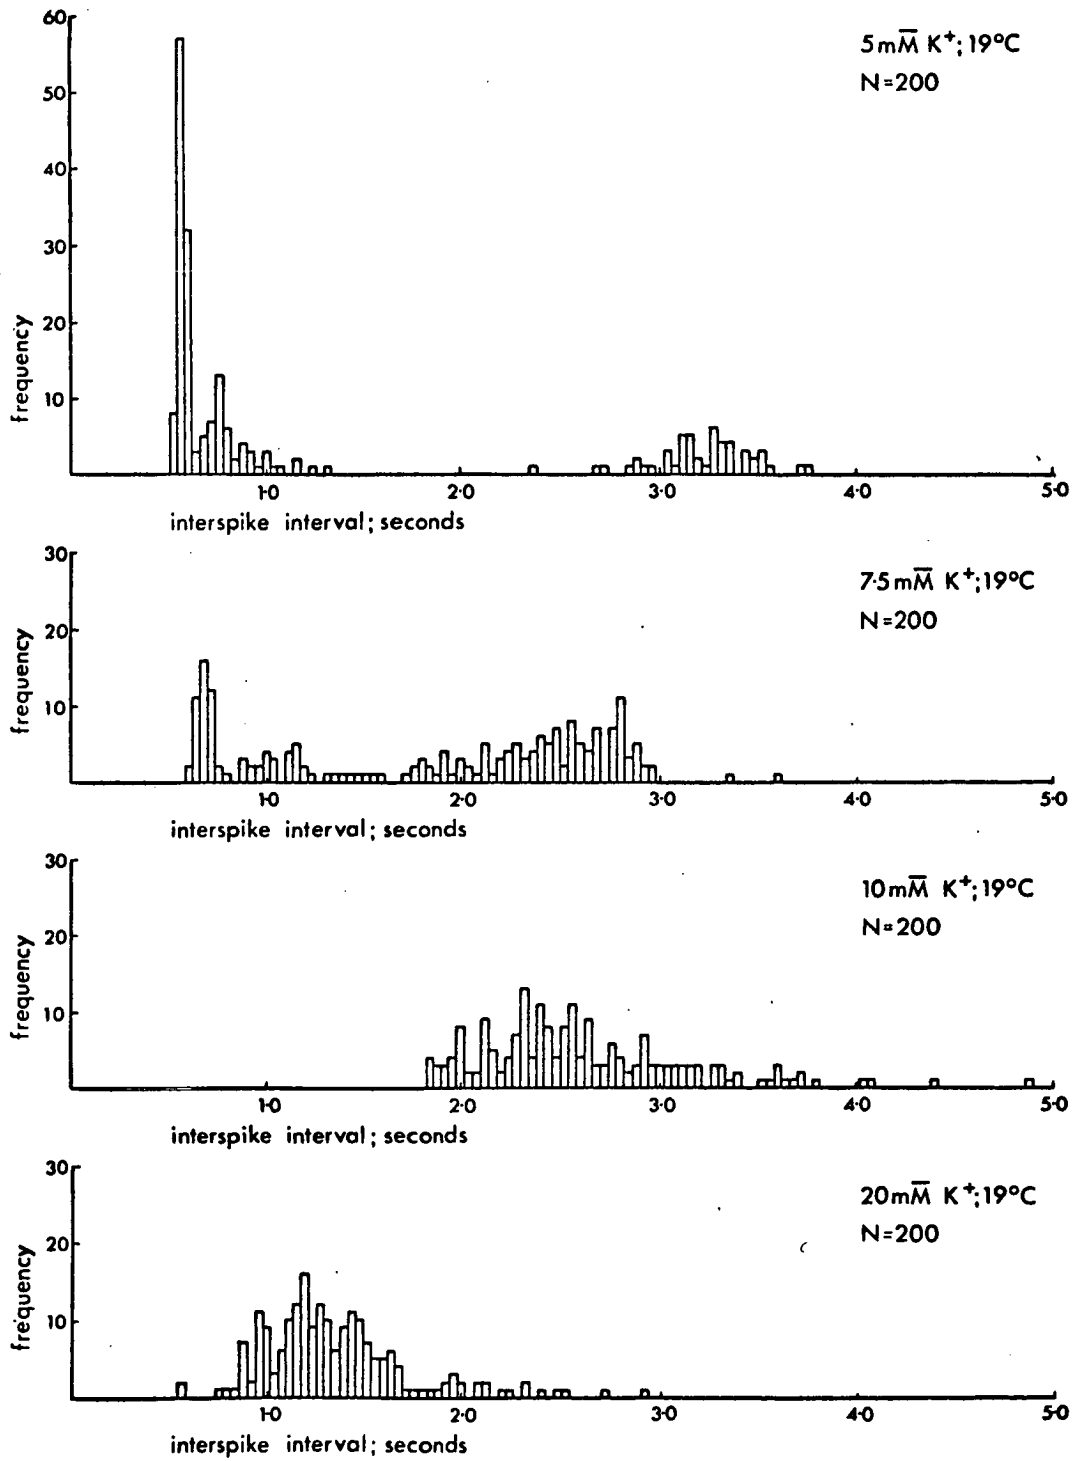 60
50
40
30
20
10
frequency
5mM̅ K⁺; 19°C
N=200
1·0 2·0 3·0 4·0 5·0
interspike interval; seconds
30
20
10
frequency
7·5mM̅ K⁺;19°C
N=200
1·0 2·0 3·0 4·0 5·0
interspike interval; seconds
30
20
10
frequency
10mM̅ K⁺;19°C
N=200
1·0 2·0 3·0 4·0 5·0
interspike interval; seconds
30
20
10
frequency
20mM̅ K⁺;19°C
N=200
1·0 2·0 3·0 4·0 5·0
interspike interval; seconds